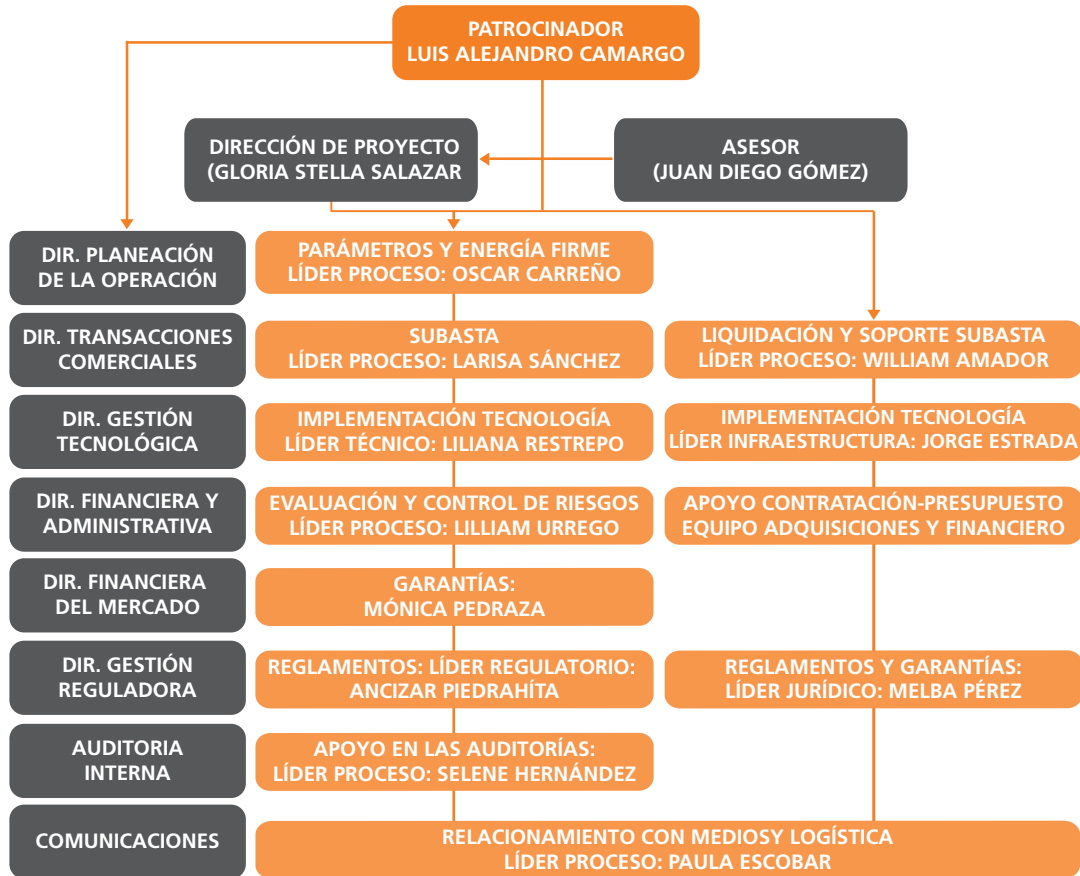 PATROCINADOR
LUIS ALEJANDRO CAMARGO
DIRECCIÓN DE PROYECTO
(GLORIA STELLA SALAZAR
ASESOR
(JUAN DIEGO GÓMEZ)
DIR. PLANEACIÓN
DE LA OPERACIÓN
PARÁMETROS Y ENERGÍA FIRME
LÍDER PROCESO: OSCAR CARREÑO
DIR. TRANSACCIONES
COMERCIALES
SUBASTA
LÍDER PROCESO: LARISA SÁNCHEZ
LIQUIDACIÓN Y SOPORTE SUBASTA
LÍDER PROCESO: WILLIAM AMADOR
DIR. GESTIÓN
TECNOLÓGICA
IMPLEMENTACIÓN TECNOLOGÍA
LÍDER TÉCNICO: LILIANA RESTREPO
IMPLEMENTACIÓN TECNOLOGÍA
LÍDER INFRAESTRUCTURA: JORGE ESTRADA
DIR. FINANCIERA Y
ADMINISTRATIVA
EVALUACIÓN Y CONTROL DE RIESGOS
LÍDER PROCESO: LILLIAM URREGO
APOYO CONTRATACIÓN-PRESUPUESTO
EQUIPO ADQUISICIONES Y FINANCIERO
DIR. FINANCIERA
DEL MERCADO
GARANTÍAS:
MÓNICA PEDRAZA
DIR. GESTIÓN
REGULADORA
REGLAMENTOS: LÍDER REGULATORIO:
ANCIZAR PIEDRAHÍTA
REGLAMENTOS Y GARANTÍAS:
LÍDER JURÍDICO: MELBA PÉREZ
AUDITORIA
INTERNA
APOYO EN LAS AUDITORÍAS:
LÍDER PROCESO: SELENE HERNÁNDEZ
COMUNICACIONES
RELACIONAMIENTO CON MEDIOSY LOGÍSTICA
LÍDER PROCESO: PAULA ESCOBAR